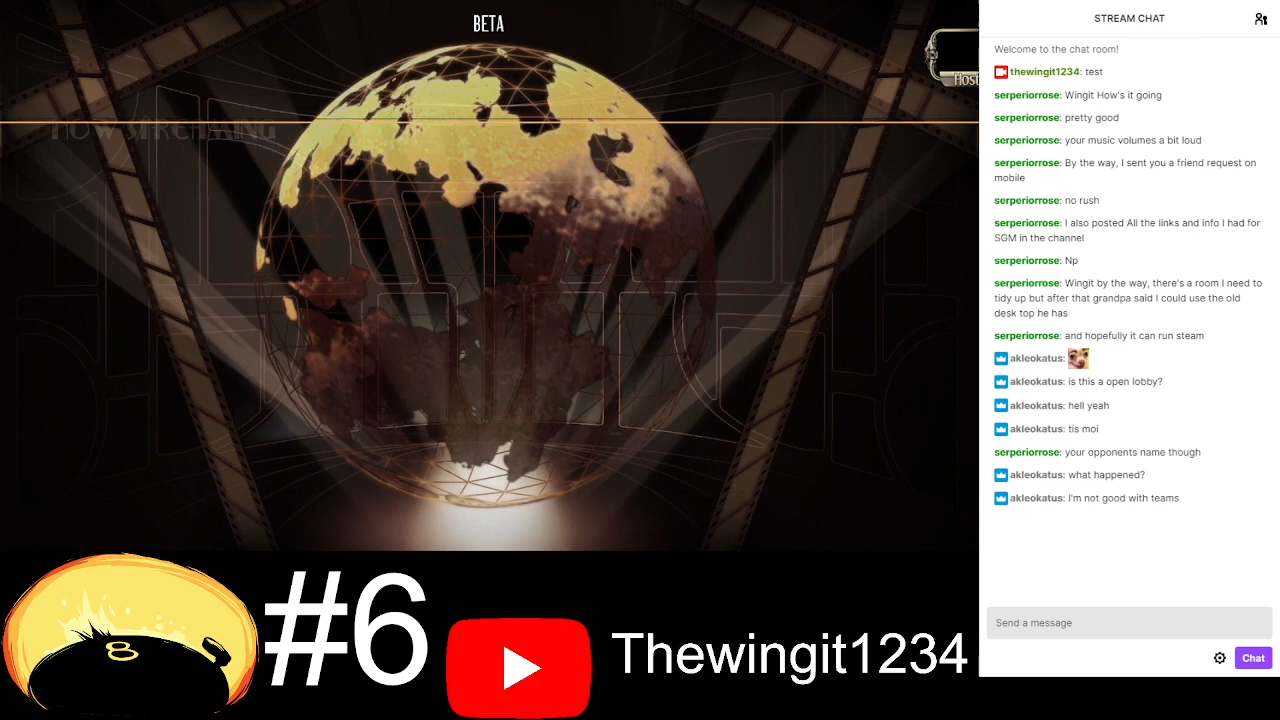 BETA
HOST
NOW STREAMING
8
#6
Thewingit1234
STREAM CHAT
Welcome to the chat room!
thewingit1234: test
serperiorrose: Wingit How's it going
serperiorrose: pretty good
serperiorrose: your music volumes a bit loud
serperiorrose: By the way, I sent you a friend request on
mobile
serperiorrose: no rush
serperiorrose: I also posted All the links and info I had for
SGM in the channel
serperiorrose: Np
serperiorrose: Wingit by the way, there's a room I need to
tidy up but after that grandpa said I could use the old
desk top he has
serperiorrose: and hopefully it can run steam
akleokatus:
akleokatus: is this a open lobby?
akleokatus: hell yeah
akleokatus: tis moi
serperiorrose: your opponents name though
akleokatus: what happened?
akleokatus: I'm not good with teams
Send a message
Chat